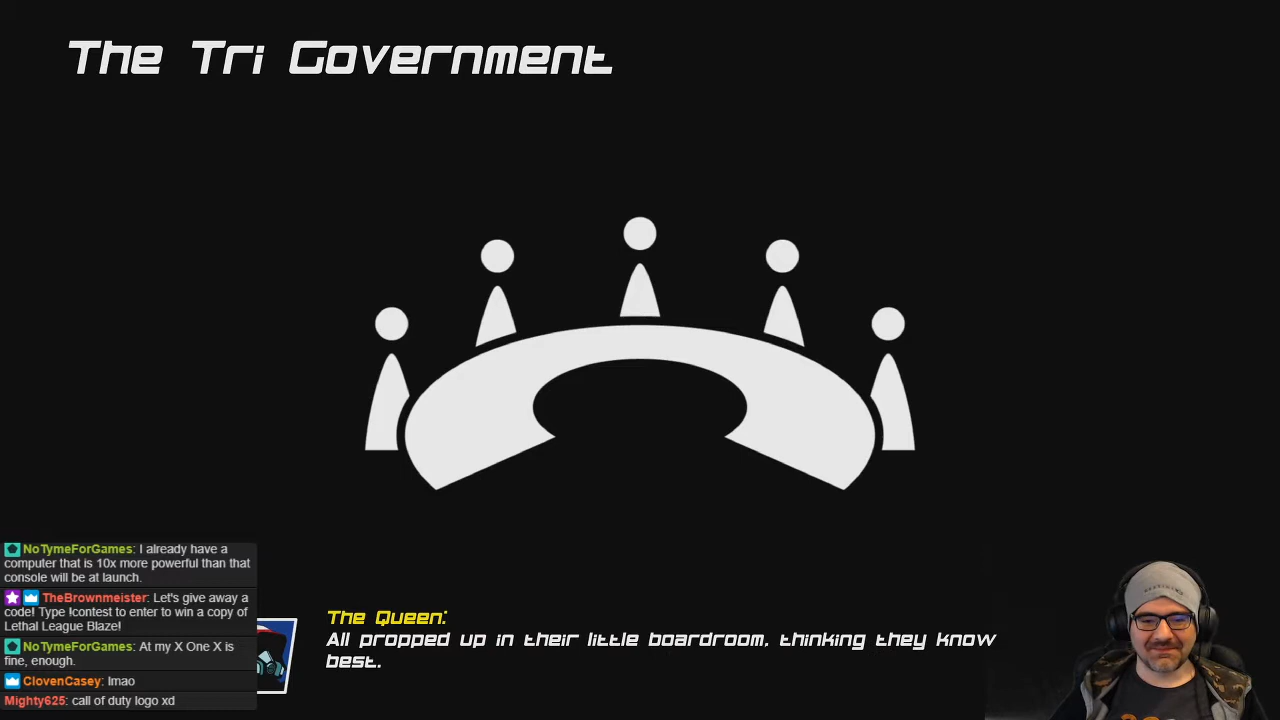 The Tri Government
NoTymeForGames: I already have a
computer that is 10x more powerful than that
console will be at launch.
TheBrownmeister: Let's give away a
code! Type !contest to enter to win a copy of
Lethal League Blaze!
NoTymeForGames: At my X One X is
fine, enough.
ClovenCasey: lmao
Mighty625: call of duty logo xd
The Queen:
All propped up in their little boardroom, thinking they know
best.